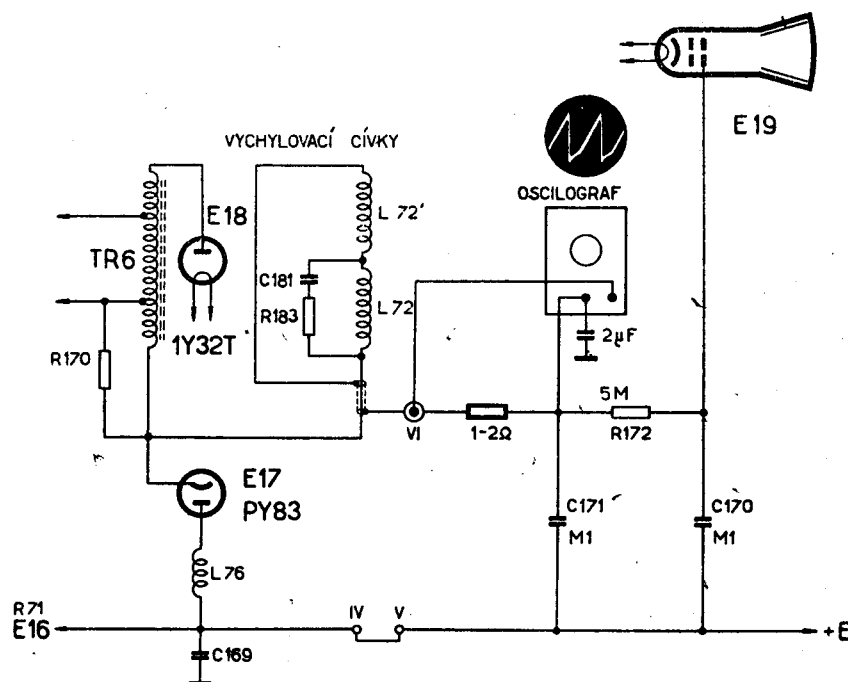 E19
VYCHYLOVACÍ CÍVKY
OSCILOGRAF
E18
L 72'
TR6
C181
R183
L72
1Y32T
2µF
R170
5M
VI
1-2Ω
R172
E17
PY83
C171
M1
C170
M1
L76
R71
E16
IV
V
+E
C169